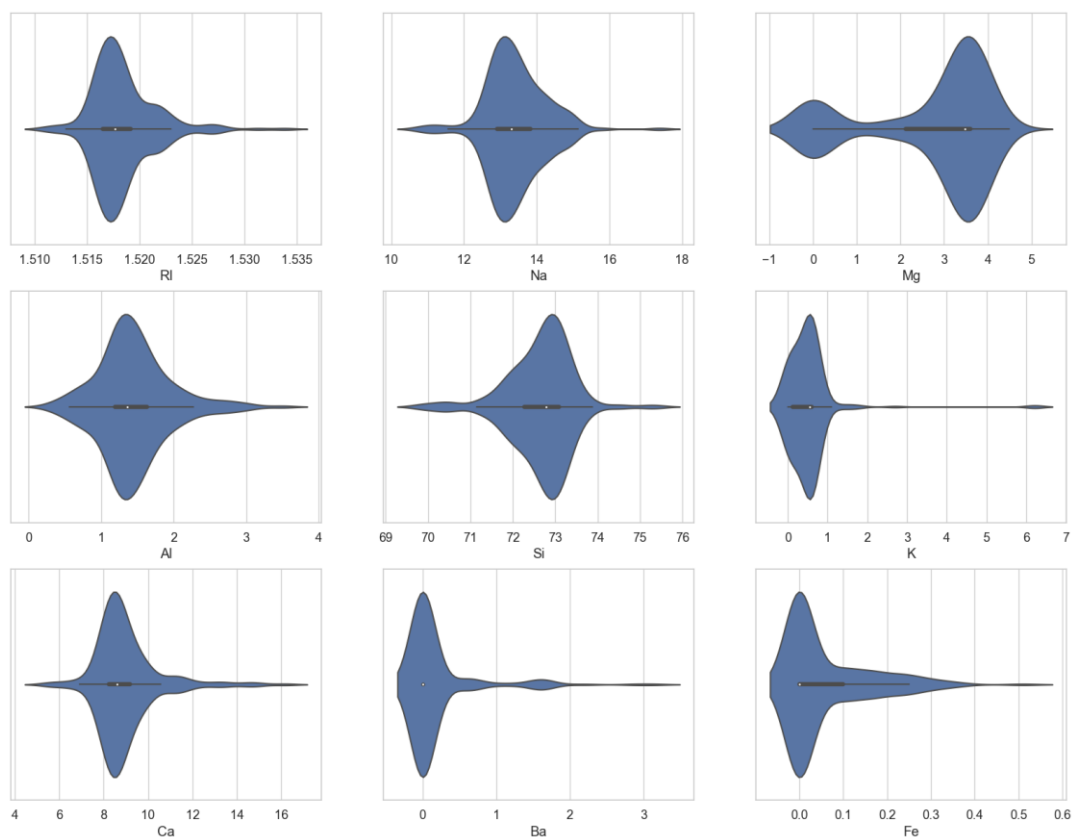 1.510 1.515 1.520 1.525 1.530 1.535
RI
10 12 14 16 18
Na
−1 0 1 2 3 4 5
Mg
0 1 2 3 4
Al
69 70 71 72 73 74 75 76
Si
0 1 2 3 4 5 6 7
K
4 6 8 10 12 14 16
Ca
0 1 2 3
Ba
0.0 0.1 0.2 0.3 0.4 0.5 0.6
Fe